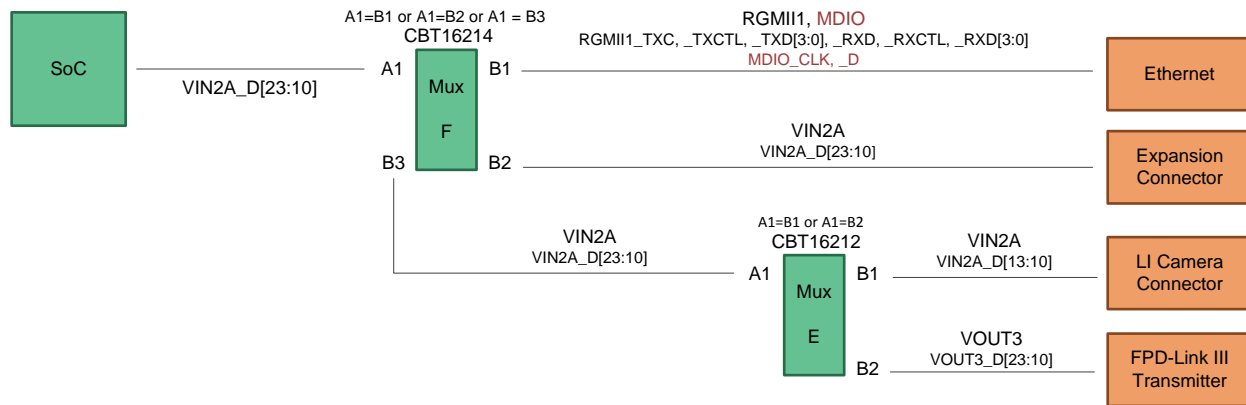 A1=B1 or A1=B2 or A1 = B3
CBT16214
RGMII1, MDIO
RGMII1_TXC, _TXCTL, _TXD[3:0], _RXD, _RXCTL, _RXD[3:0]
MDIO_CLK, _D
SoC
VIN2A_D[23:10]
A1
Mux
F
B1
B3
B2
Ethernet
VIN2A
VIN2A_D[23:10]
Expansion
Connector
VIN2A
VIN2A_D[23:10]
A1=B1 or A1=B2
CBT16212
A1
Mux
E
B1
B2
VIN2A
VIN2A_D[13:10]
LI Camera
Connector
VOUT3
VOUT3_D[23:10]
FPD-Link III
Transmitter